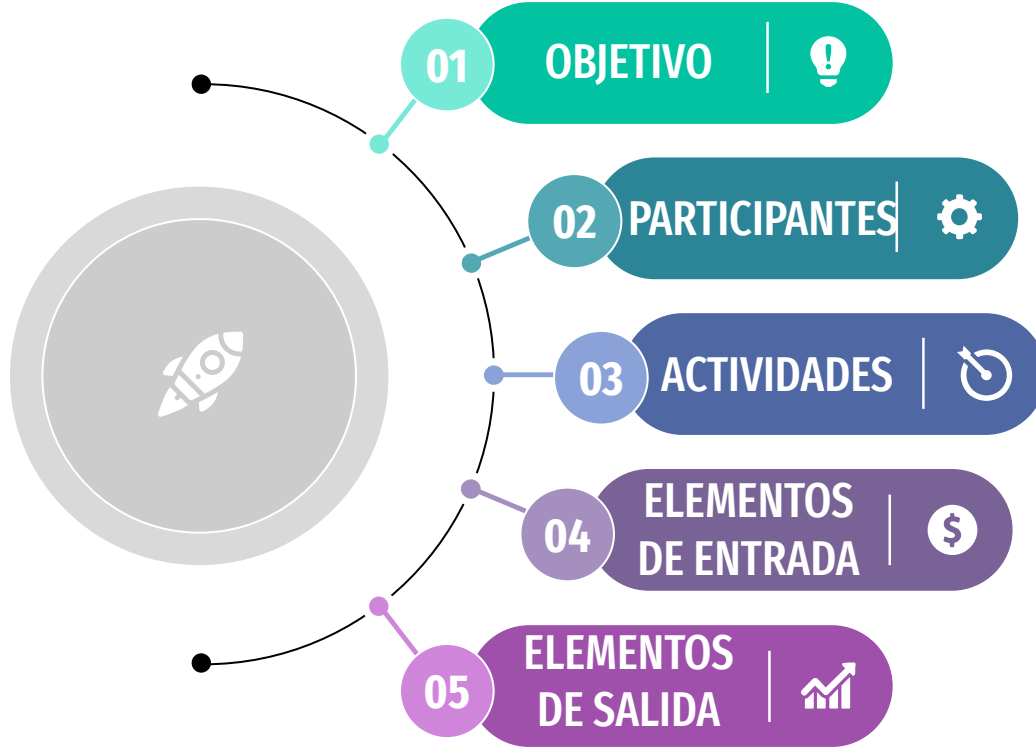 01
OBJETIVO
02
PARTICIPANTES
03
ACTIVIDADES
04
ELEMENTOS
DE ENTRADA
$
05
ELEMENTOS
DE SALIDA